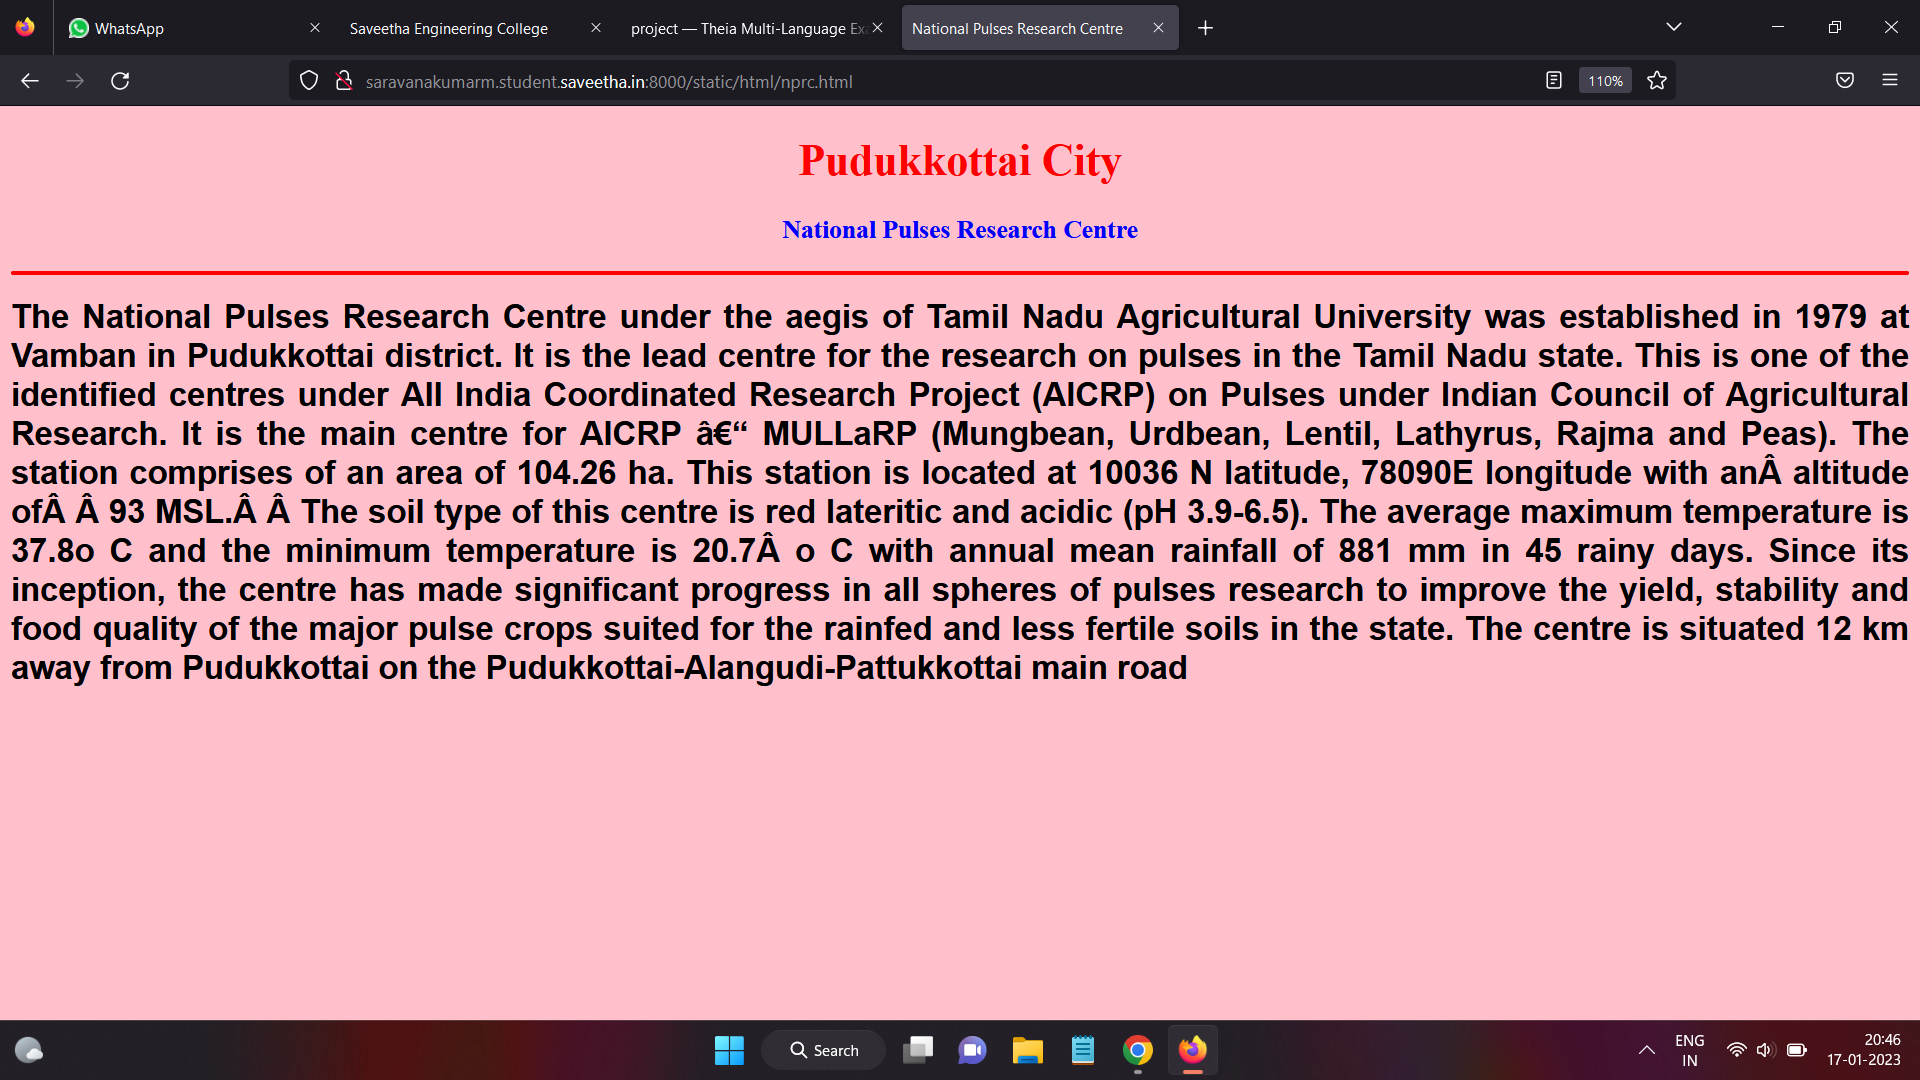 WhatsApp
Saveetha Engineering College
project — Theia Multi-Language Ex
National Pulses Research Centre
saravanakumarm.student.saveetha.in:8000/static/html/nprc.html
110%
Pudukkottai City
National Pulses Research Centre
The National Pulses Research Centre under the aegis of Tamil Nadu Agricultural University was established in 1979 at
Vamban in Pudukkottai district. It is the lead centre for the research on pulses in the Tamil Nadu state. This is one of the
identified centres under All India Coordinated Research Project (AICRP) on Pulses under Indian Council of Agricultural
Research. It is the main centre for AICRP â€“ MULLaRP (Mungbean, Urdbean, Lentil, Lathyrus, Rajma and Peas). The
station comprises of an area of 104.26 ha. This station is located at 10036 N latitude, 78090E longitude with anÂ altitude
ofÂ Â 93 MSL.Â Â The soil type of this centre is red lateritic and acidic (pH 3.9-6.5). The average maximum temperature is
37.8o C and the minimum temperature is 20.7Â o C with annual mean rainfall of 881 mm in 45 rainy days. Since its
inception, the centre has made significant progress in all spheres of pulses research to improve the yield, stability and
food quality of the major pulse crops suited for the rainfed and less fertile soils in the state. The centre is situated 12 km
away from Pudukkottai on the Pudukkottai-Alangudi-Pattukkottai main road
Search
ENG
IN
20:46
17-01-2023